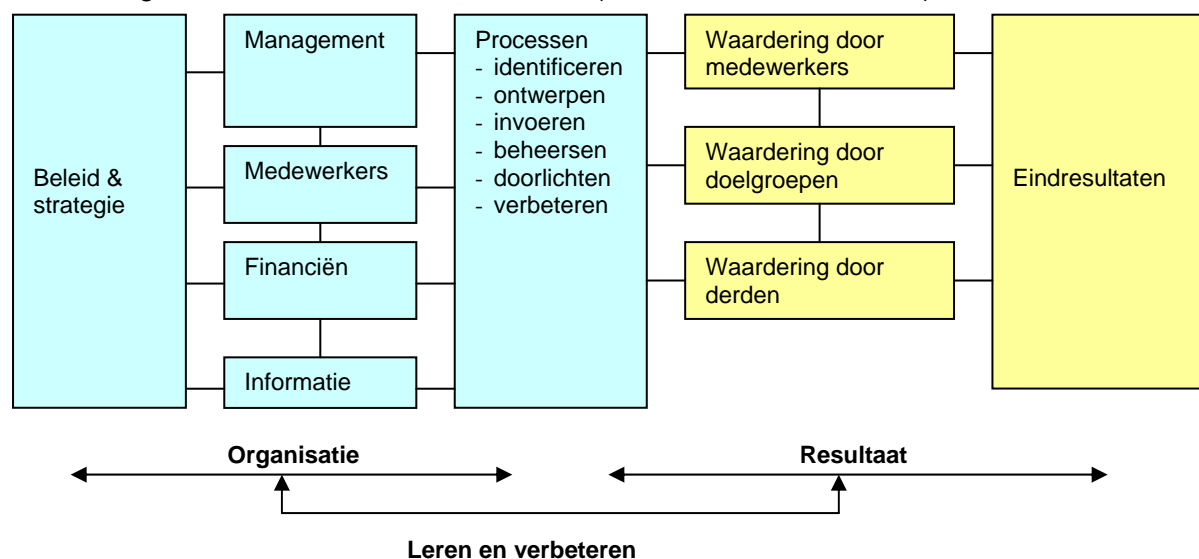 Beleid &
strategie
Management
Medewerkers
Financiën
Informatie
Processen
- identificeren
- ontwerpen
- invoeren
- beheersen
- doorlichten
- verbeteren
Waardering door
medewerkers
Waardering door
doelgroepen
Waardering door
derden
Eindresultaten
Organisatie
Resultaat
Leren en verbeteren